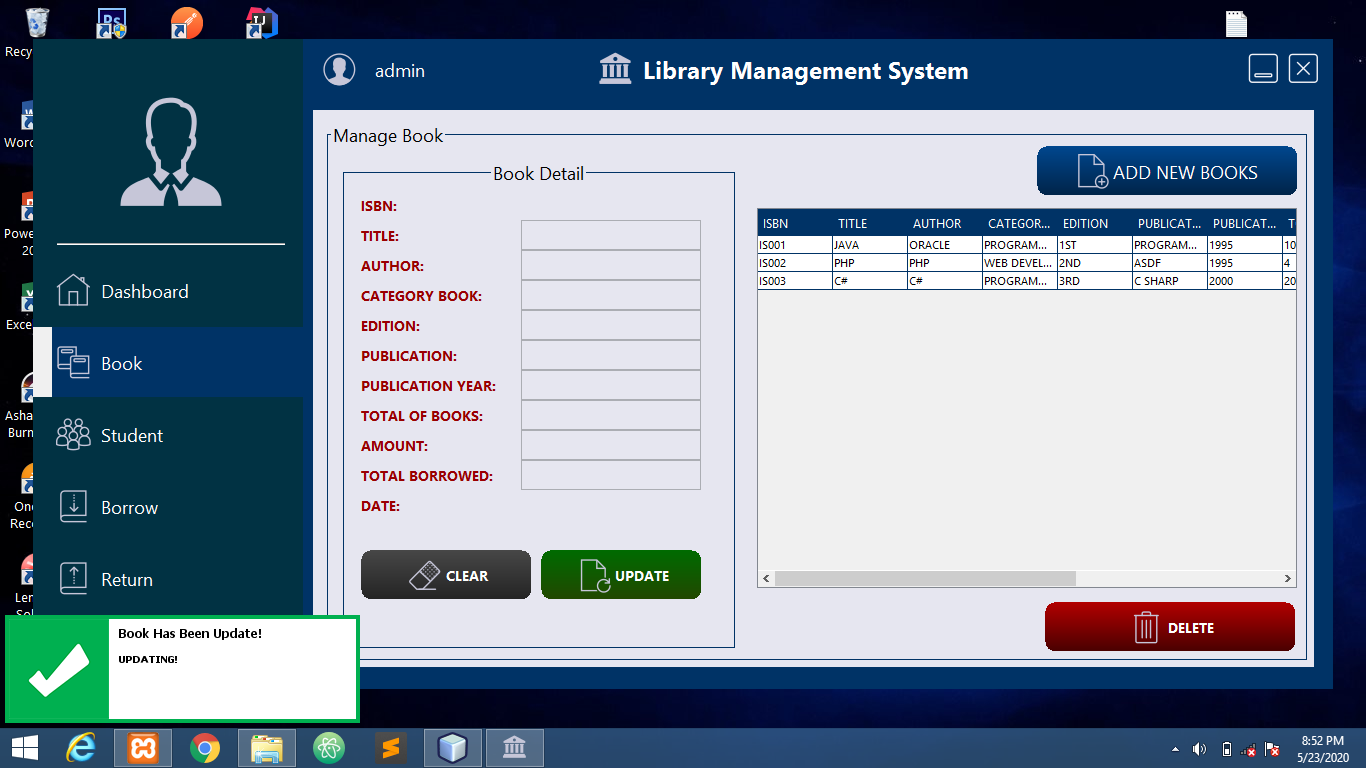 Recy
Word
Powe
20
Exce
Asha
Burn
On
Rec
Len
Sol
Ps
admin
Library Management System
Dashboard
Book
Student
Borrow
Return
Manage Book
Book Detail
ISBN:
TITLE:
AUTHOR:
CATEGORY BOOK:
EDITION:
PUBLICATION:
PUBLICATION YEAR:
TOTAL OF BOOKS:
AMOUNT:
TOTAL BORROWED:
DATE:
CLEAR
UPDATE
ADD NEW BOOKS
ISBN TITLE AUTHOR CATEGOR... EDITION PUBLICAT... PUBLICAT... T
IS001 JAVA ORACLE PROGRAM... 1ST PROGRAM... 1995 10
IS002 PHP PHP WEB DEVEL... 2ND ASDF 1995 4
IS003 C# C# PROGRAM... 3RD C SHARP 2000 20
DELETE
Book Has Been Update!
UPDATING!
8:52 PM
5/23/2020